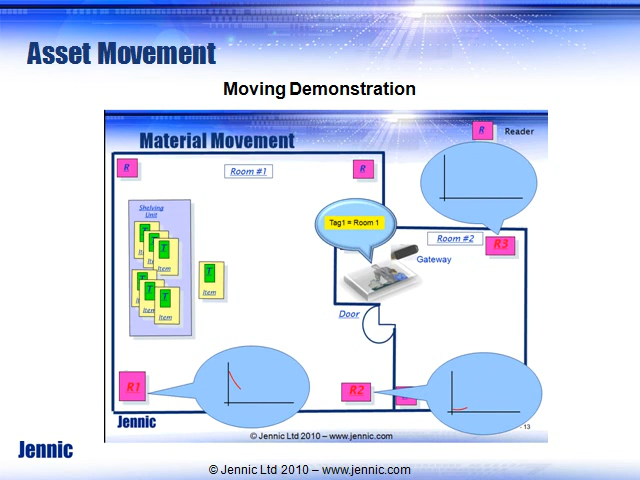 Asset Movement
Moving Demonstration
R Reader
Material Movement
R
Room #1
R
Shelving
Unit
T
T
T
Item
Item
T
T
T
Item
Item
T
Item
Tag1 = Room 1
Room #2
R3
Gateway
Door
R1
R2
Jennic
© Jennic Ltd 2010 – www.jennic.com
13
Jennic
© Jennic Ltd 2010 – www.jennic.com